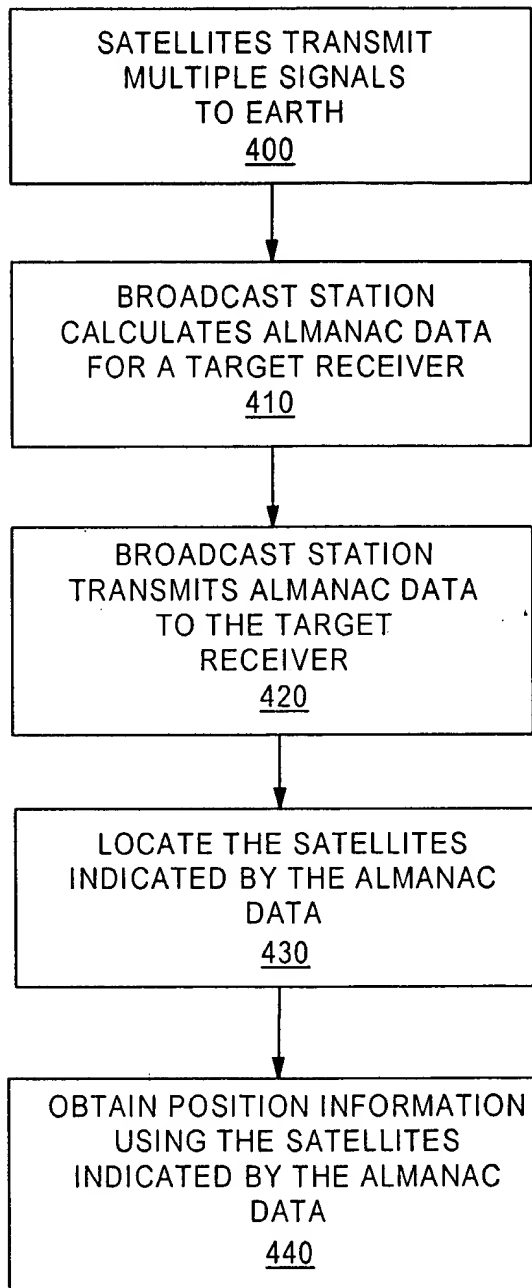 SATELLITES TRANSMIT
MULTIPLE SIGNALS
TO EARTH
400
BROADCAST STATION
CALCULATES ALMANAC DATA
FOR A TARGET RECEIVER
410
BROADCAST STATION
TRANSMITS ALMANAC DATA
TO THE TARGET
RECEIVER
420
LOCATE THE SATELLITES
INDICATED BY THE ALMANAC
DATA
430
OBTAIN POSITION INFORMATION
USING THE SATELLITES
INDICATED BY THE ALMANAC
DATA
440